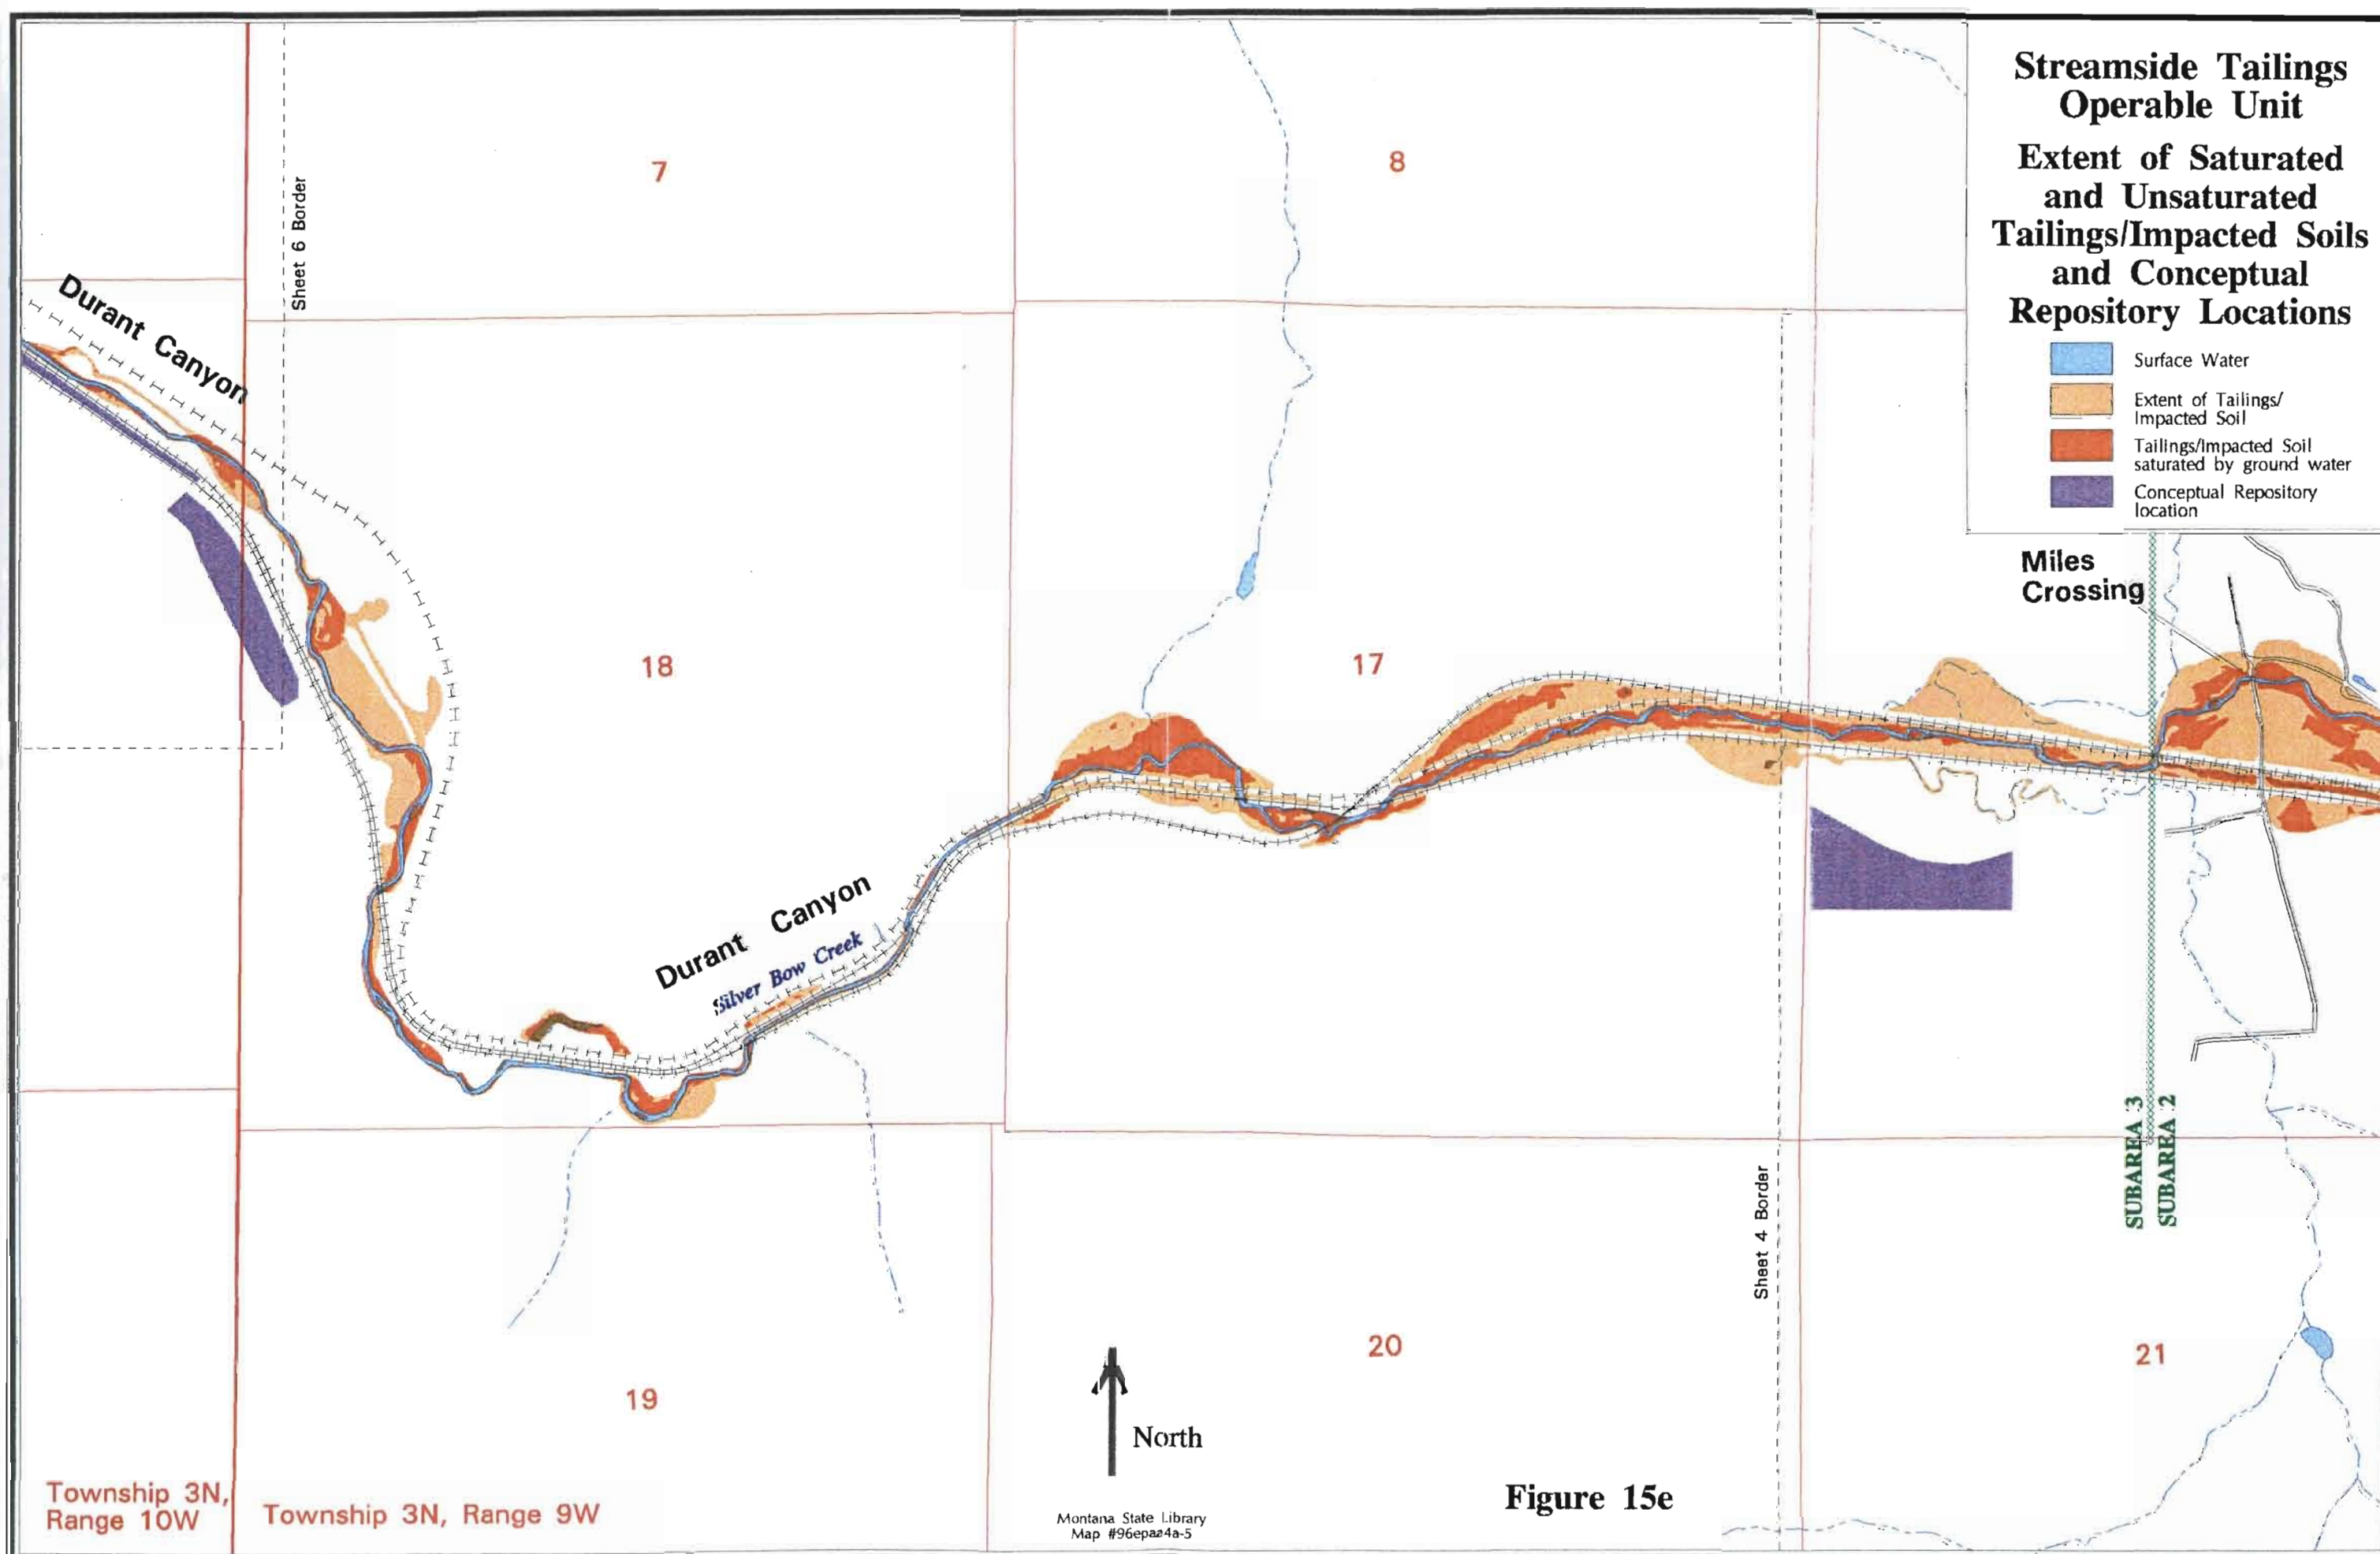 Streamside Tailings
Operable Unit
Extent of Saturated
and Unsaturated
Tailings/Impacted Soils
and Conceptual
Repository Locations
Surface Water
Extent of Tailings/
Impacted Soil
Tailings/Impacted Soil
saturated by ground water
Conceptual Repository
location
7
8
Sheet 6 Border
Durant Canyon
Miles
Crossing
18
17
Durant Canyon
Silver Bow Creek
SUBAREA 3
SUBAREA 2
Sheet 4 Border
19
20
21
North
Township 3N,
Range 10W
Township 3N, Range 9W
Figure 15e
Montana State Library
Map #96epaa4a-5